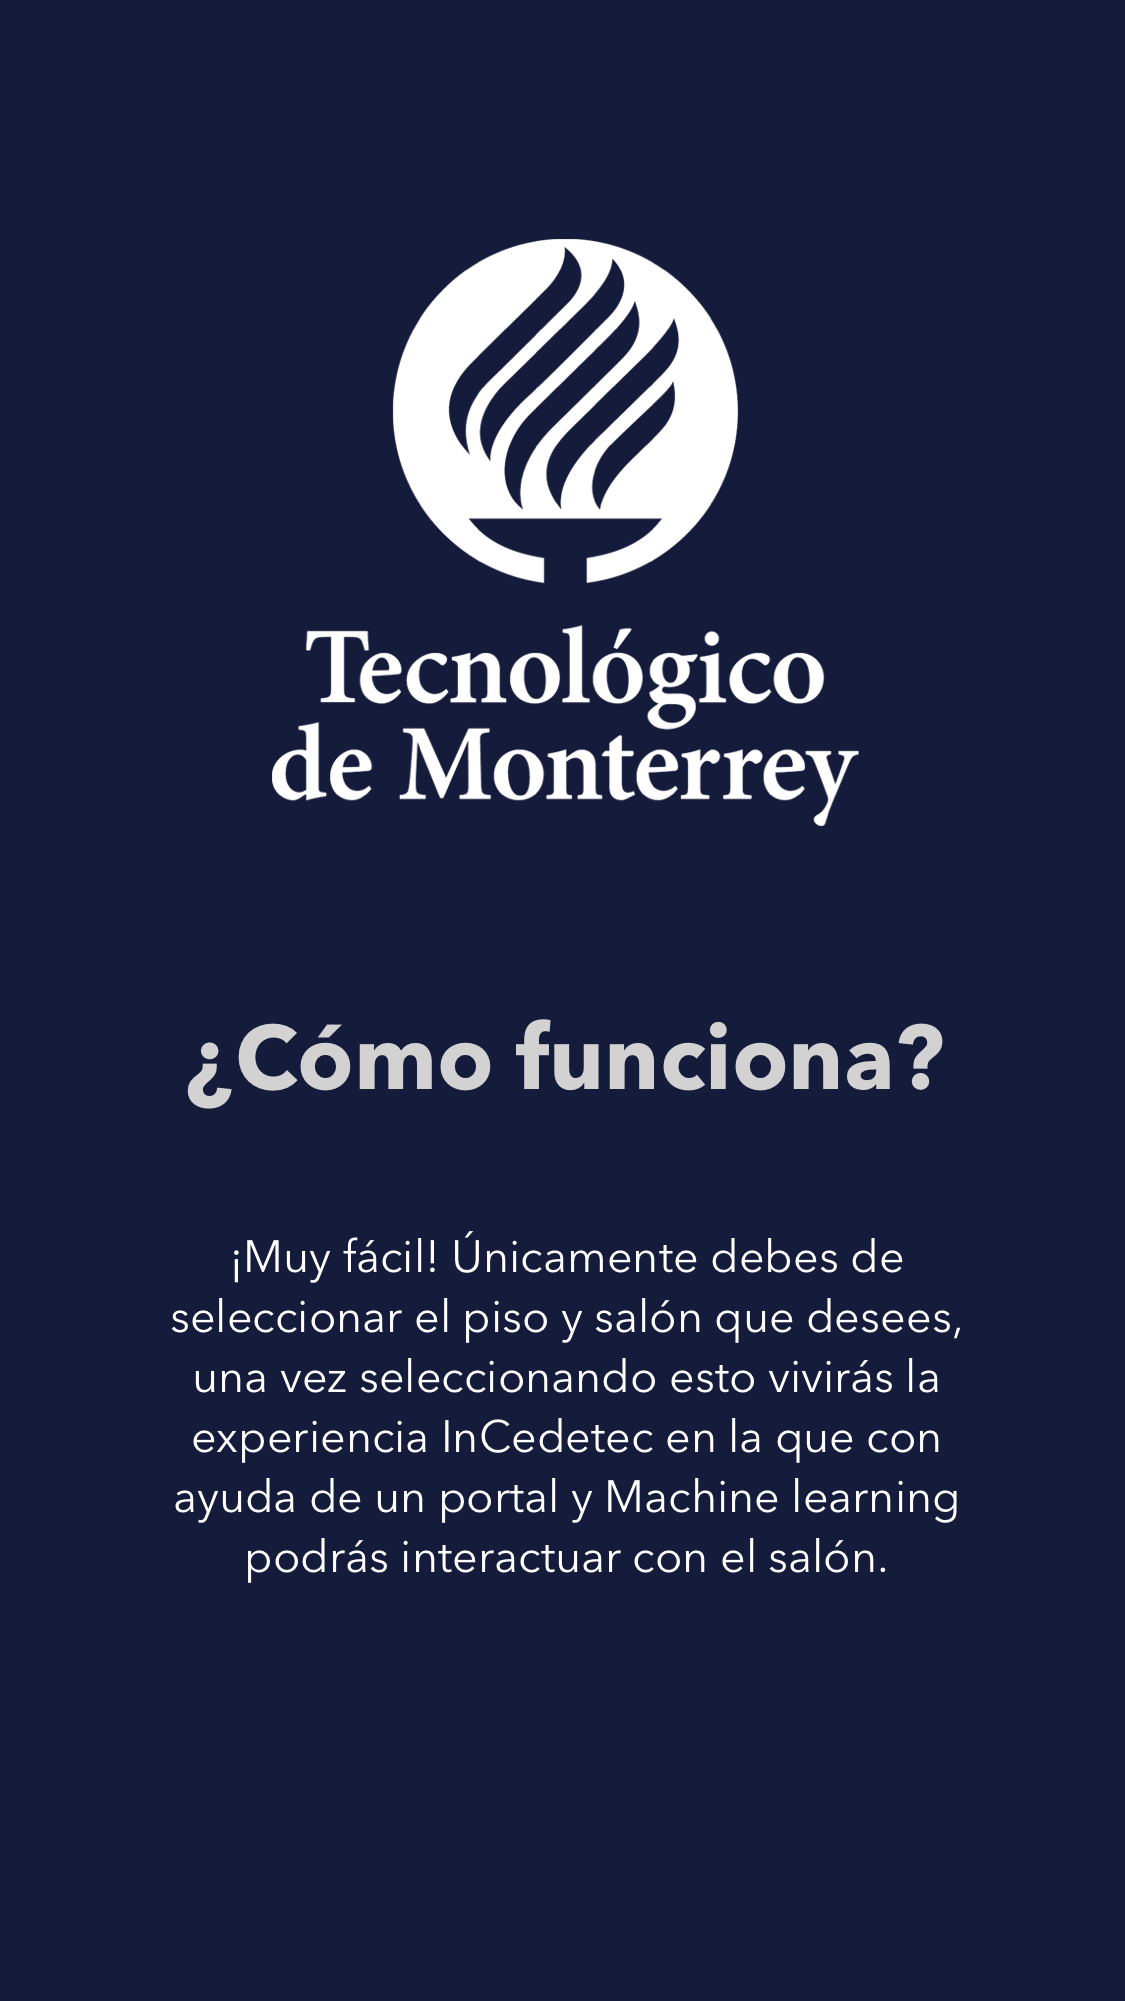 Tecnológico
de Monterrey
¿Cómo funciona?
¡Muy fácil! Únicamente debes de
seleccionar el piso y salón que desees,
una vez seleccionando esto vivirás la
experiencia InCedetec en la que con
ayuda de un portal y Machine learning
podrás interactuar con el salón.